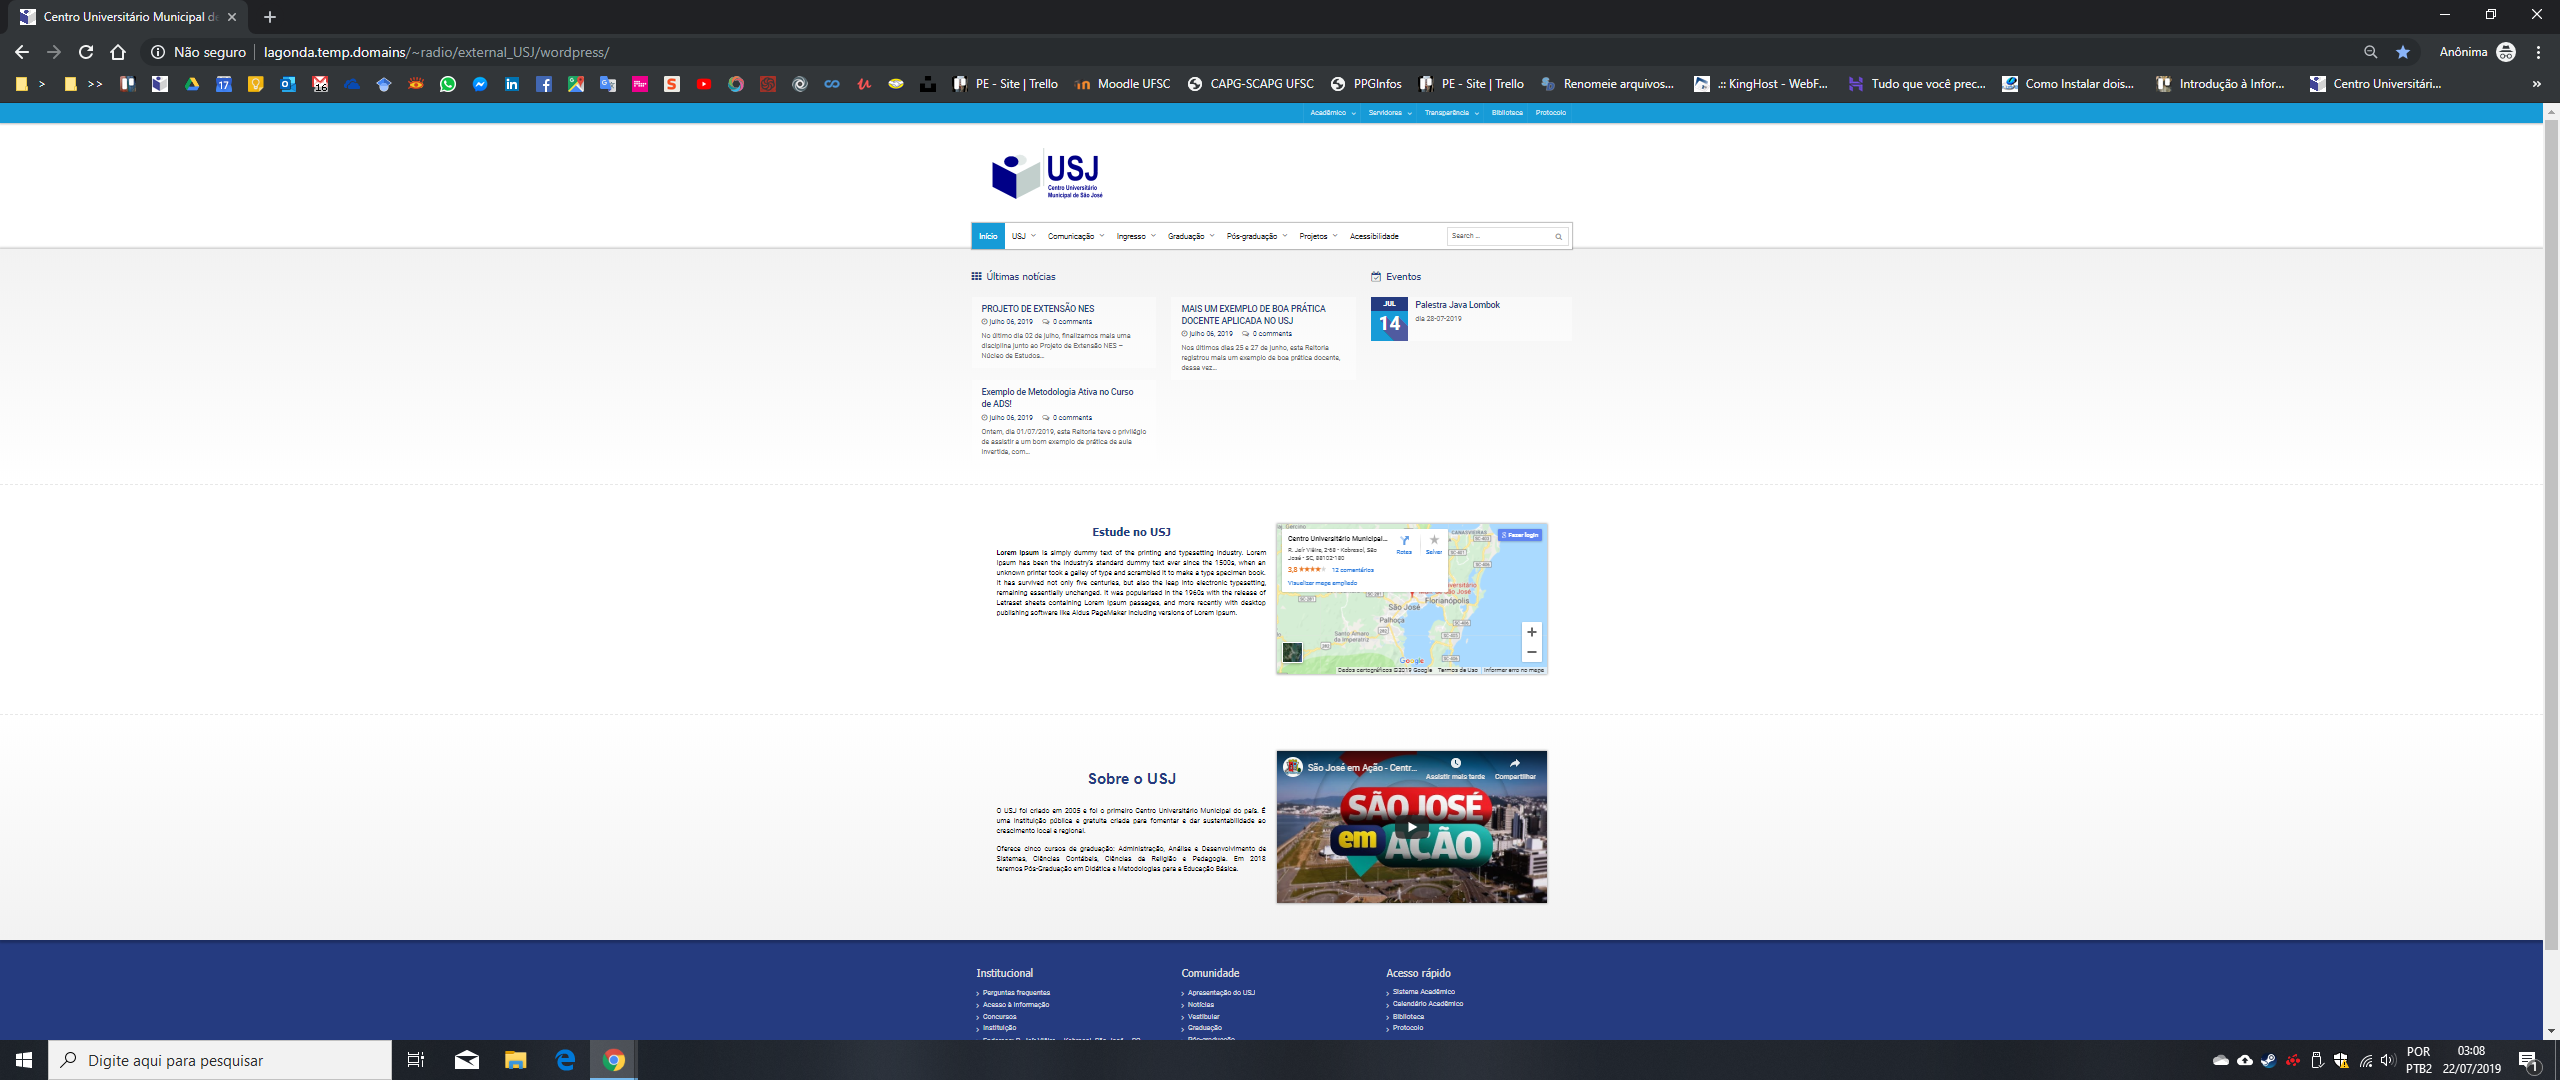 Centro Universitário Municipal de
Não seguro
lagonda.temp.domains/~radio/external_USJ/wordpress/
Anônima
>
>>
17
16
PE - Site | Trello
Moodle UFSC
CAPG-SCAPG UFSC
PPGInfos
PE - Site | Trello
Renomeie arquivos...
.:: KingHost - WebF...
Tudo que você prec...
Como Instalar dois...
Introdução à Infor...
Centro Universitári...
»
Acadêmico
Servidores
Transparência
Biblioteca
Protocolo
USJ
Centro Universitário
Municipal de São José
Início
USJ
Comunicação
Ingresso
Graduação
Pós-graduação
Projetos
Acessibilidade
Search ...
Últimas notícias
PROJETO DE EXTENSÃO NES
julho 06, 2019 0 comments
No último dia 02 de julho, finalizamos mais uma
disciplina junto ao Projeto de Extensão NES –
Núcleo de Estudos...
MAIS UM EXEMPLO DE BOA PRÁTICA
DOCENTE APLICADA NO USJ
julho 06, 2019 0 comments
Nos últimos dias 25 e 27 de junho, esta Reitoria
registrou mais um exemplo de boa prática docente,
dessa vez...
Exemplo de Metodologia Ativa no Curso
de ADS!
julho 06, 2019 0 comments
Ontem, dia 01/07/2019, esta Reitoria teve o privilégio
de assistir a um bom exemplo de prática de aula
invertida, com...
Eventos
JUL
14
Palestra Java Lombok
dia 28-07-2019
Estude no USJ
Lorem Ipsum is simply dummy text of the printing and typesetting industry. Lorem
Ipsum has been the industry's standard dummy text ever since the 1500s, when an
unknown printer took a galley of type and scrambled it to make a type specimen book.
It has survived not only five centuries, but also the leap into electronic typesetting,
remaining essentially unchanged. It was popularised in the 1960s with the release of
Letraset sheets containing Lorem Ipsum passages, and more recently with desktop
publishing software like Aldus PageMaker including versions of Lorem Ipsum.
Centro Universitário Municipal...
R. Jair Viêira, 268 - Kobrasol, São
José - SC, 88102-180
3,8
12 comentários
Visualizar mapa ampliado
Rotas
Salvar
Fazer login
CANASVIEIRAS
Florianópolis
São José
Palhoça
Santo Amaro
da Imperatriz
Google
Dados cartográficos ©2019 Google
Termos de Uso
Informar erro no mapa
Sobre o USJ
O USJ foi criado em 2005 e foi o primeiro Centro Universitário Municipal do país. É
uma instituição pública e gratuita criada para fomentar e dar sustentabilidade ao
crescimento local e regional.
Oferece cinco cursos de graduação: Administração, Análise e Desenvolvimento de
Sistemas, Ciências Contábeis, Ciências da Religião e Pedagogia. Em 2018
teremos Pós-Graduação em Didática e Metodologias para a Educação Básica.
São José em Ação - Centr...
Assistir mais tarde
Compartilhar
SÃO JOSÉ
em AÇÃO
Institucional
Perguntas frequentes
Acesso à Informação
Concursos
Instituição
Comunidade
Apresentação do USJ
Notícias
Vestibular
Graduação
Pós-graduação
Acesso rápido
Sistema Acadêmico
Calendário Acadêmico
Biblioteca
Protocolo
Digite aqui para pesquisar
POR
PTB2
03:08
22/07/2019
1